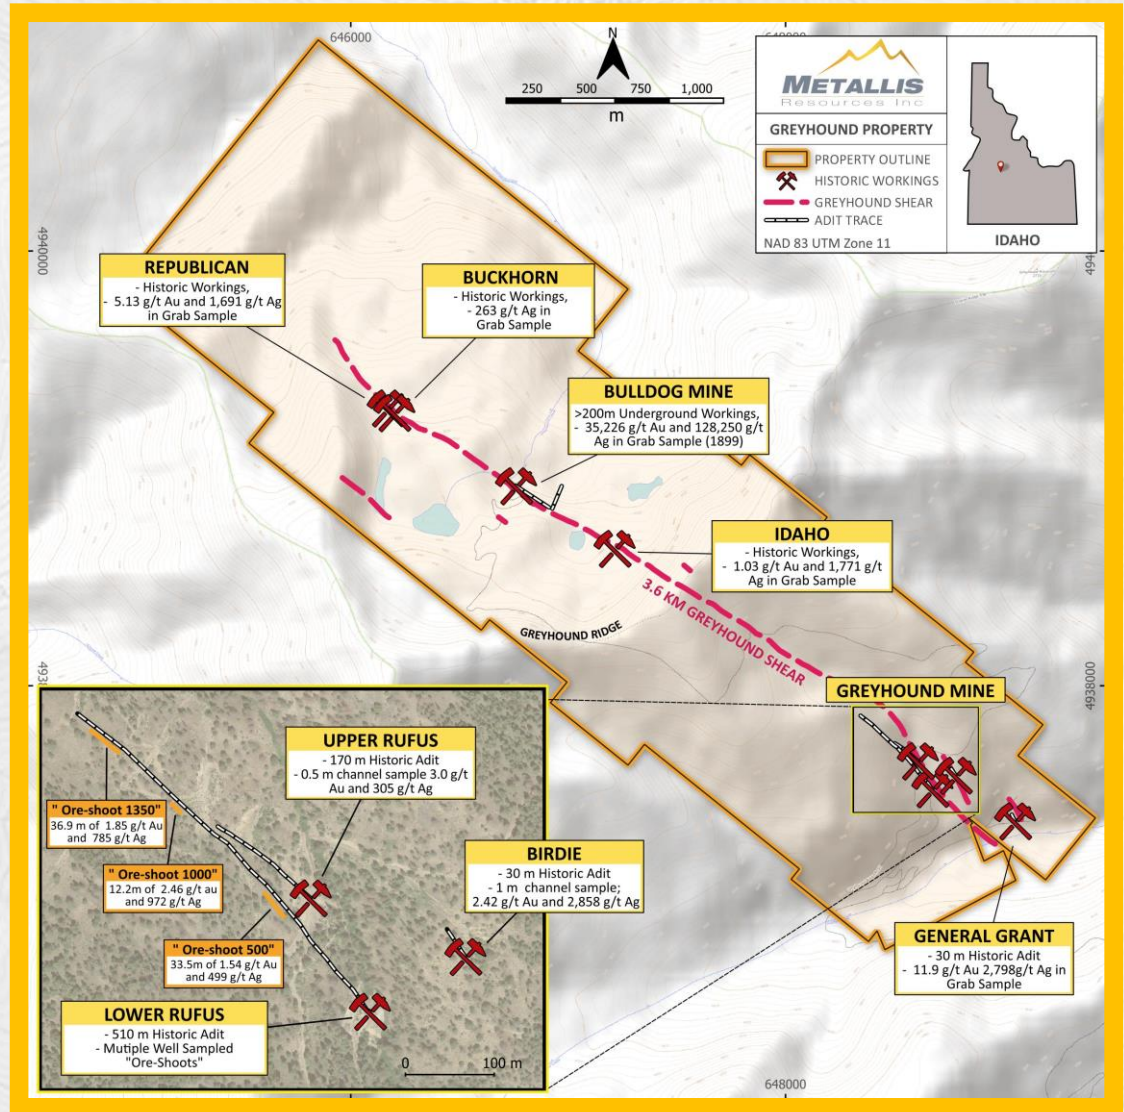 646000
N
250 500 750 1,000
m
METALLIS
Resources Inc
GREYHOUND PROPERTY
PROPERTY OUTLINE
HISTORIC WORKINGS
GREYHOUND SHEAR
ADIT TRACE
NAD 83 UTM Zone 11
IDAHO
4940000
REPUBLICAN
- Historic Workings,
- 5.13 g/t Au and 1,691 g/t Ag
in Grab Sample
BUCKHORN
- Historic Workings,
- 263 g/t Ag in
Grab Sample
BULLDOG MINE
>200m Underground Workings,
- 35,226 g/t Au and 128,250 g/t
Ag in Grab Sample (1899)
IDAHO
- Historic Workings,
- 1.03 g/t Au and 1,771 g/t
Ag in Grab Sample
3.6 KM GREYHOUND SHEAR
GREYHOUND RIDGE
4938000
GREYHOUND MINE
UPPER RUFUS
- 170 m Historic Adit
- 0.5 m channel sample 3.0 g/t
Au and 305 g/t Ag
" Ore-shoot 1350"
36.9 m of 1.85 g/t Au
and 785 g/t Ag
" Ore-shoot 1000"
12.2m of 2.46 g/t au
and 972 g/t Ag
BIRDIE
- 30 m Historic Adit
- 1 m channel sample;
2.42 g/t Au and 2,858 g/t Ag
" Ore-shoot 500"
33.5m of 1.54 g/t Au
and 499 g/t Ag
GENERAL GRANT
- 30 m Historic Adit
- 11.9 g/t Au 2,798g/t Ag in
Grab Sample
LOWER RUFUS
- 510 m Historic Adit
- Mutiple Well Sampled
"Ore-Shoots"
0 100 m
648000